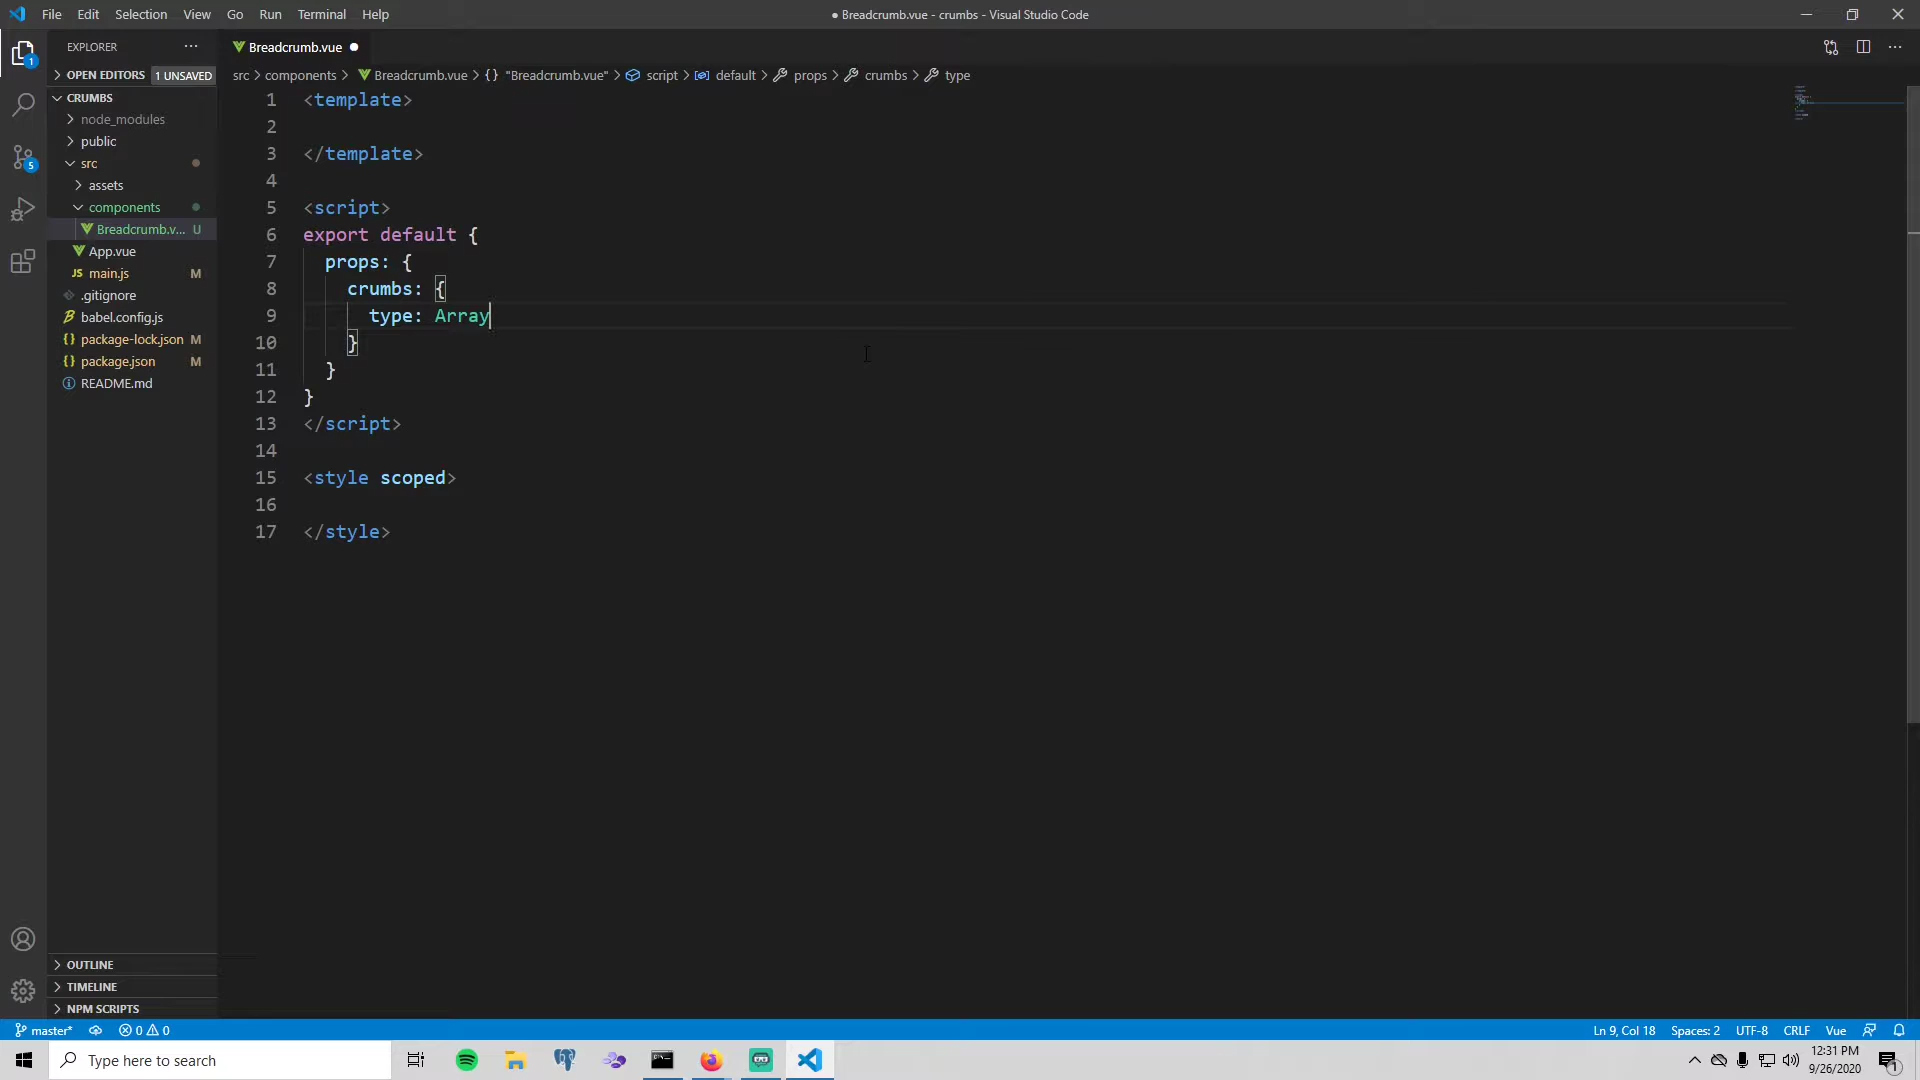 File Edit Selection View Go Run Terminal Help
● Breadcrumb.vue - crumbs - Visual Studio Code
EXPLORER
Breadcrumb.vue
OPEN EDITORS 1 UNSAVED
src > components > Breadcrumb.vue > {} "Breadcrumb.vue" > script > default > props > crumbs > type
CRUMBS
node_modules
public
src
assets
components
Breadcrumb.v... U
App.vue
JS main.js M
.gitignore
babel.config.js
{} package-lock.json M
{} package.json M
README.md
1 <template>
2
3 </template>
4
5 <script>
6 export default {
7 props: {
8 crumbs: {
9 type: Array
10 }
11 }
12 }
13 </script>
14
15 <style scoped>
16
17 </style>
1
5
OUTLINE
TIMELINE
NPM SCRIPTS
master* 0 0
Ln 9, Col 18 Spaces: 2 UTF-8 CRLF Vue
Type here to search
12:31 PM
9/26/2020
1